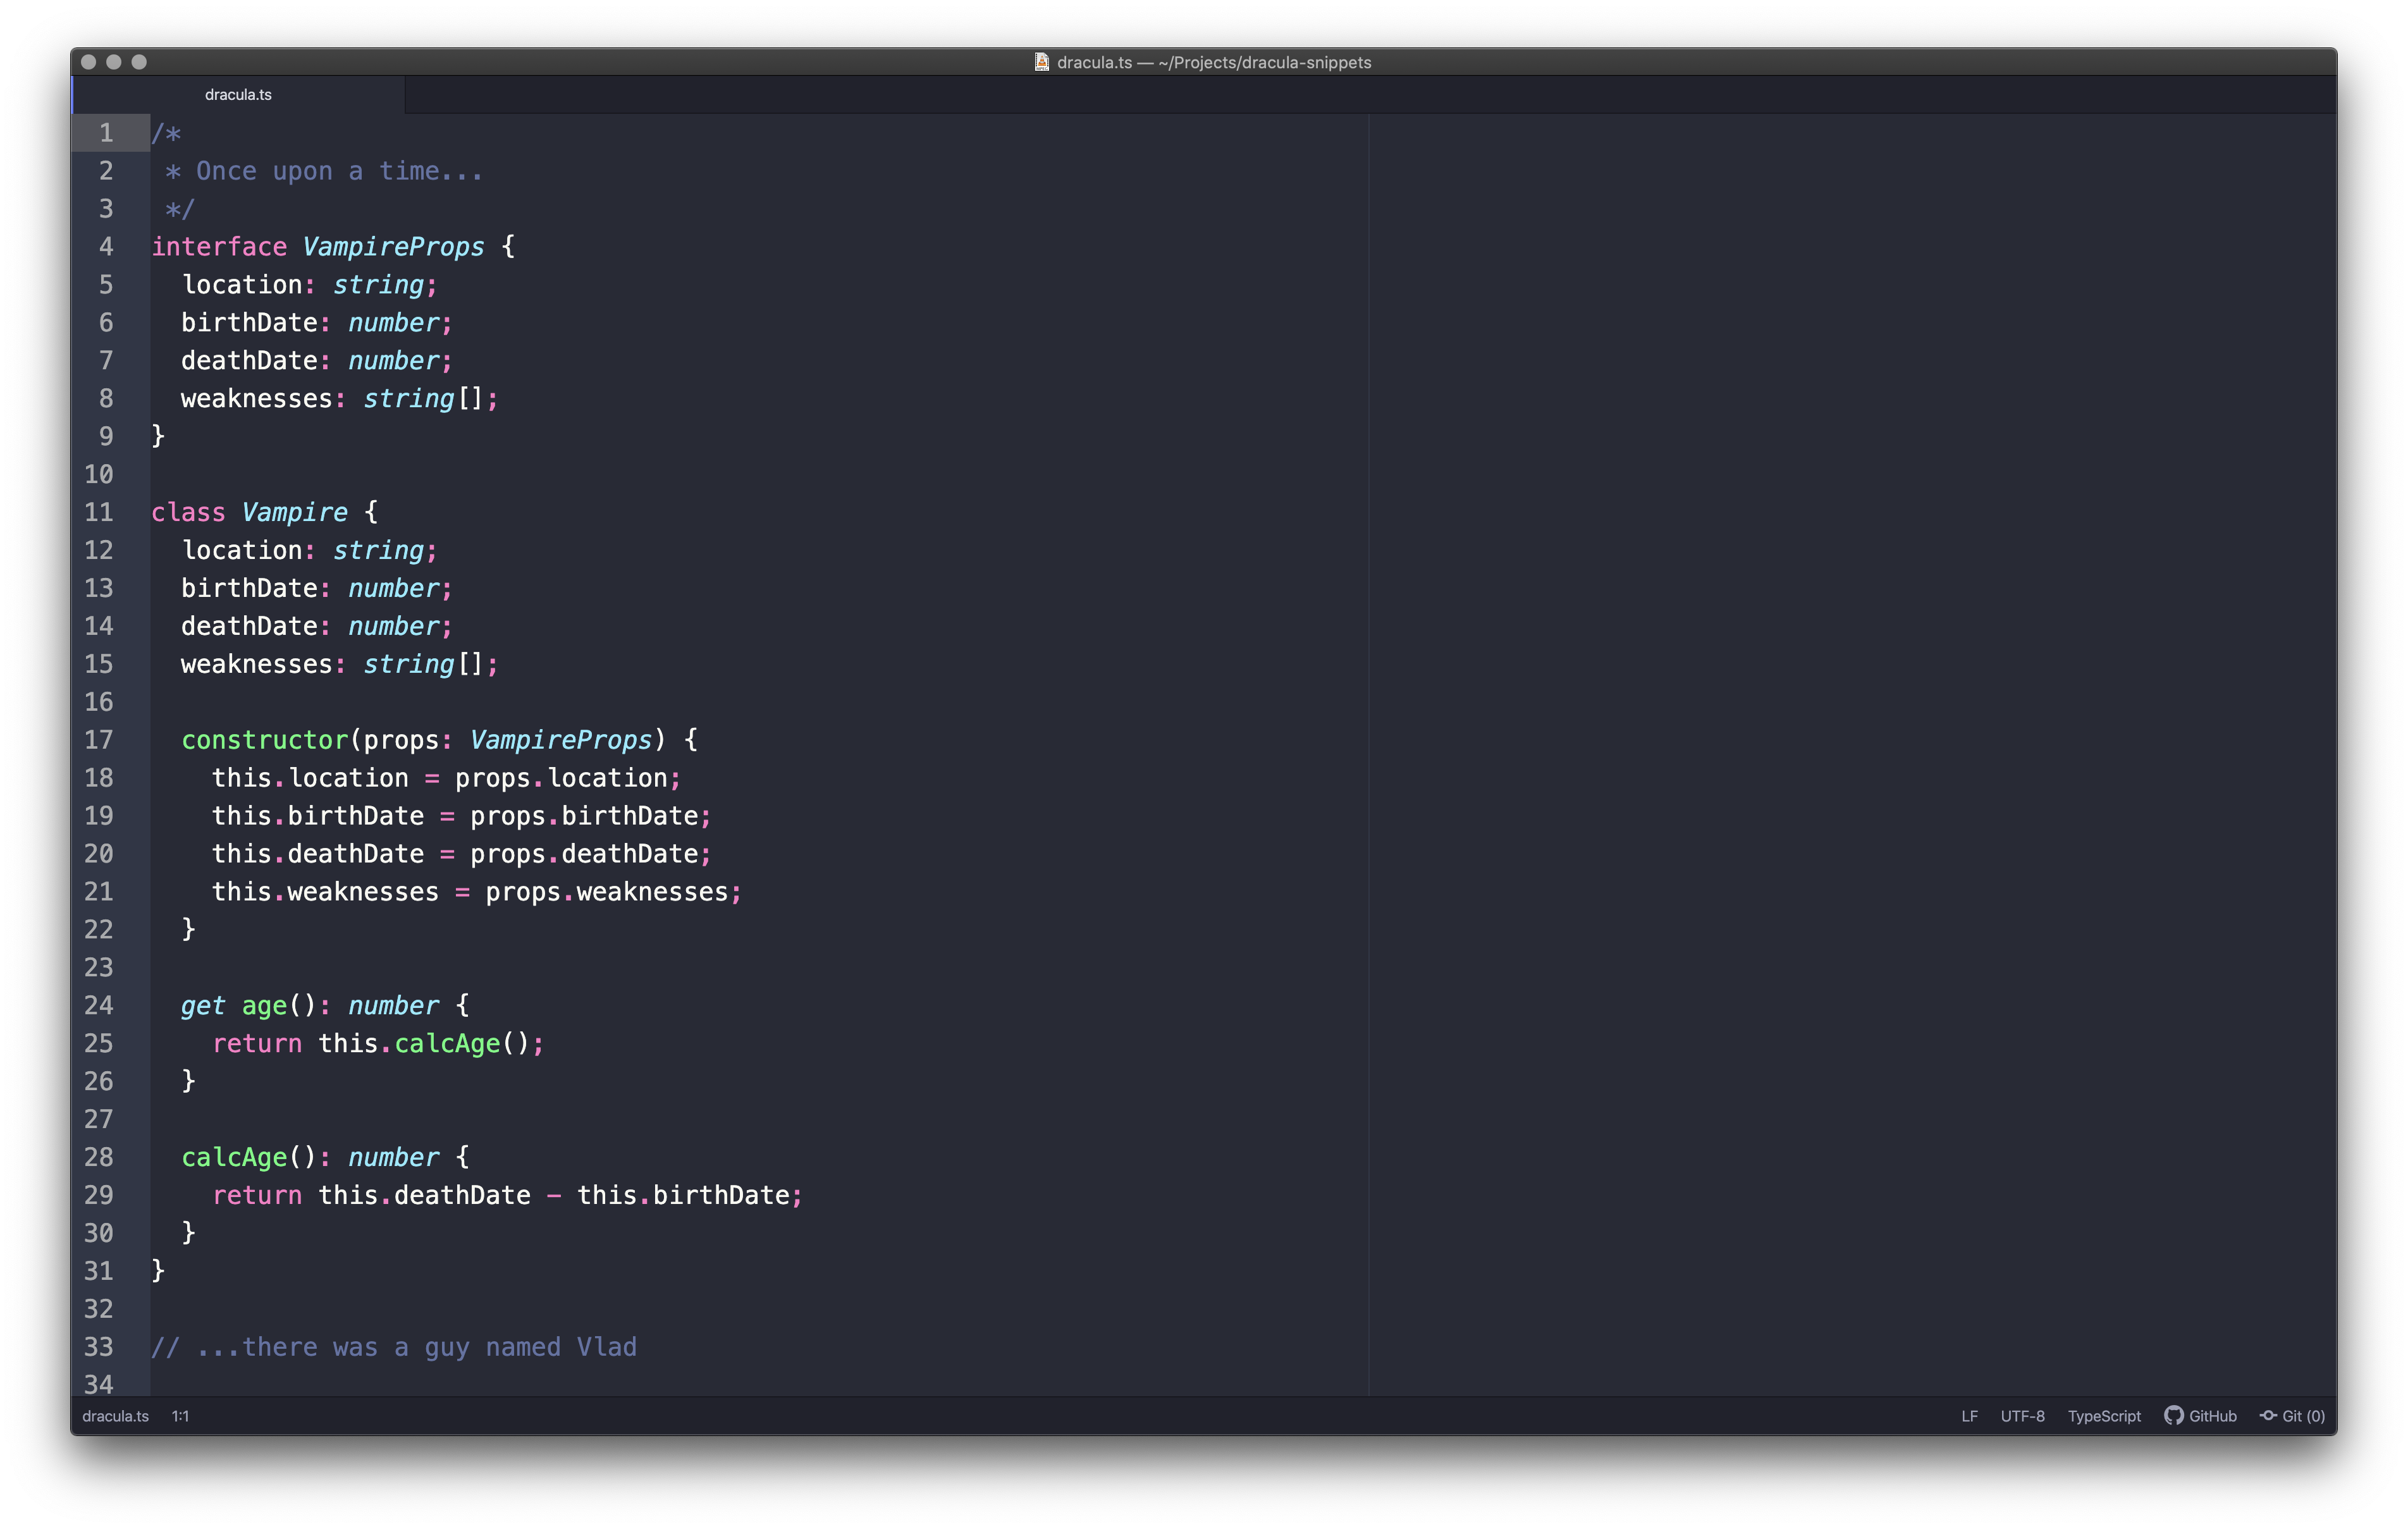 dracula.ts — ~/Projects/dracula-snippets
dracula.ts
1 /*
2  * Once upon a time...
3  */
4 interface VampireProps {
5   location: string;
6   birthDate: number;
7   deathDate: number;
8   weaknesses: string[];
9 }
10
11 class Vampire {
12   location: string;
13   birthDate: number;
14   deathDate: number;
15   weaknesses: string[];
16
17   constructor(props: VampireProps) {
18     this.location = props.location;
19     this.birthDate = props.birthDate;
20     this.deathDate = props.deathDate;
21     this.weaknesses = props.weaknesses;
22   }
23
24   get age(): number {
25     return this.calcAge();
26   }
27
28   calcAge(): number {
29     return this.deathDate - this.birthDate;
30   }
31 }
32
33 // ...there was a guy named Vlad
34
dracula.ts 1:1 LF UTF-8 TypeScript GitHub Git (0)